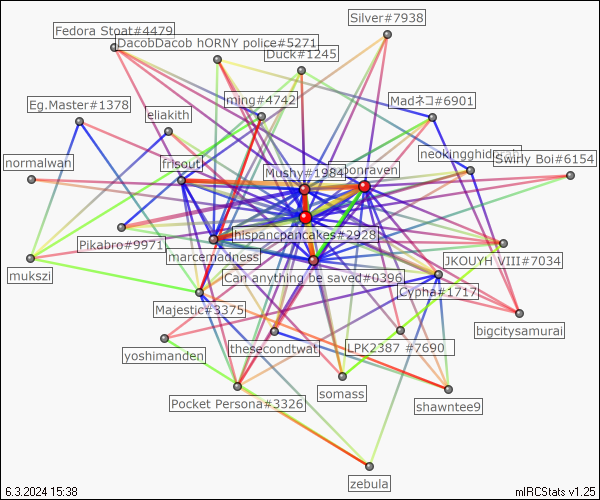 Silver#7938
Fedora Stoat#4479
DacobDacob hORNY police#5271
Duck#1245
Eg.Master#1378
ming#4742
Madネコ#6901
eliakith
normalwan
frisout
Mushy#1984
Swirly Boi#6154
Pikabro#9971
hispancpancakes#2928
marcemadness
JKOUYH VIII#7034
mukszi
Can anything be saved#0396
Cypha#1717
Majestic#3375
bigcitysamurai
yoshimanden
thesecondtwat
LPK2387 #7690
somass
Pocket Persona#3326
shawntee9
zebula
6.3.2024 15:38
mIRCStats v1.25